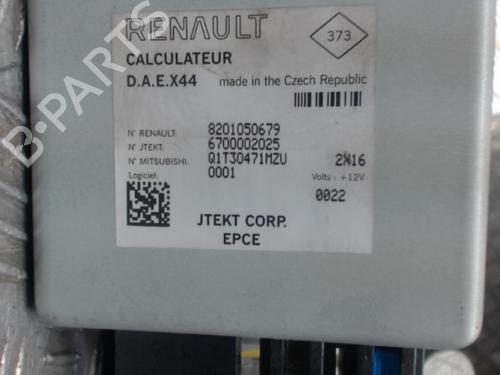 RENAULT
373
CALCULATEUR
D.A.E.X44 made in the Czech Republic
N° RENAULT: 8201050679
N° JTEKT: 6700002025
N° MITSUBISHI: Q1T30471MZU 2X16
Logiciel: 0001 Volts: +12V
0022
JTEKT CORP.
EPCE
B-PARTS